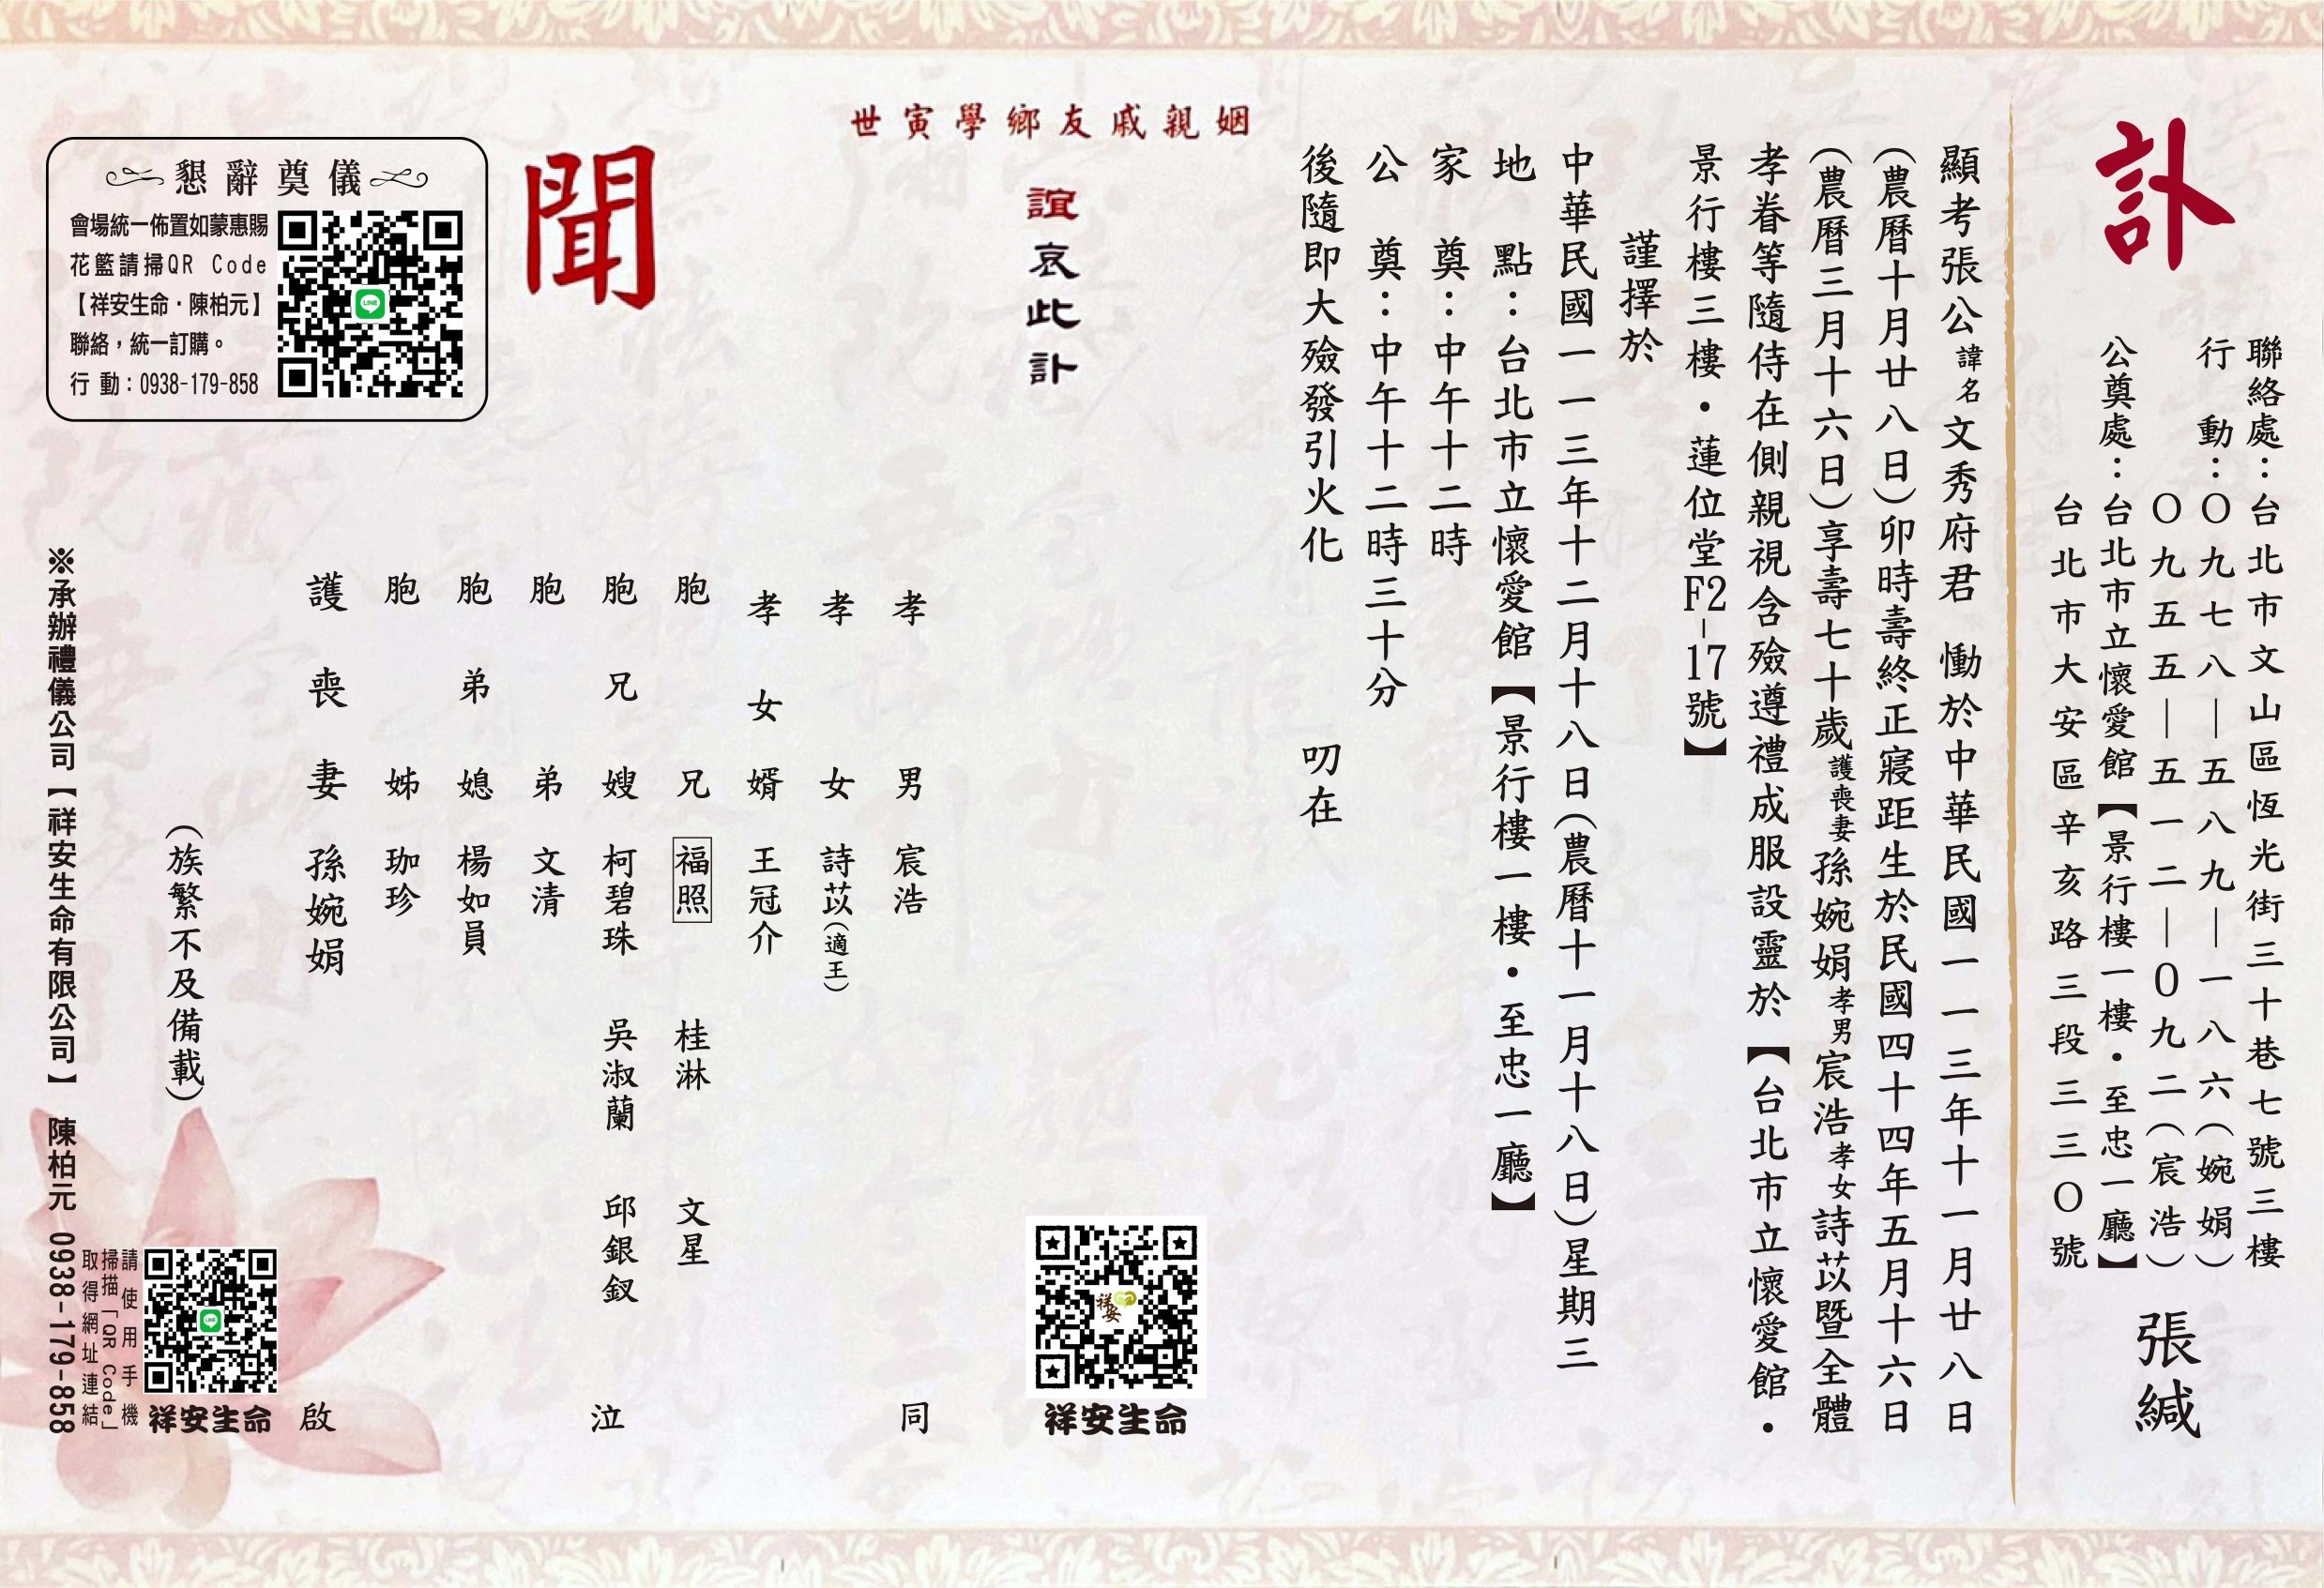 訃
聯絡處：台北市文山區恆光街三十巷七號三樓
行動：〇九七八—五八九—一八六（婉娟）
〇九五五—五一二—0九二（宸浩）
公奠處：台北市立懷愛館【景行樓一樓・至忠一廳】
台北市大安區辛亥路三段三三〇號
張緘
顯考張公諱名文秀府君 慟於中華民國一一三年十一月廿八日
（農曆十月廿八日）卯時壽終正寢距生於民國四十四年五月十六日
（農曆三月十六日）享壽七十歲護喪妻孫婉娟孝男宸浩孝女詩苡暨全體
孝眷等隨侍在側親視含殮遵禮成服設靈於【台北市立懷愛館・
景行樓三樓・蓮位堂F2-17號】
謹擇於
中華民國一一三年十二月十八日（農曆十一月十八日）星期三
地 點：台北市立懷愛館【景行樓一樓・至忠一廳】
家 奠：中午十二時
公 奠：中午十二時三十分
後隨即大殮發引火化 叨在
姻親戚友鄉學寅世
誼哀此訃
祥安生命
聞
孝男 宸浩
孝女 詩苡（適王）
孝女婿 王冠介
胞兄 福照 桂淋 文星
胞兄嫂 柯碧珠 吳淑蘭 邱銀釵
胞弟 文清
胞弟媳 楊如員
胞姊 珈珍
護喪妻 孫婉娟
同 泣 啟
（族繁不及備載）
懇辭奠儀
會場統一佈置如蒙惠賜
花籃請掃QR Code
【祥安生命・陳柏元】
聯絡，統一訂購。
行 動：0938-179-858
請使用手機
掃描「QR Code」
取得網址連結
祥安生命
※承辦禮儀公司【祥安生命有限公司】 陳柏元 0938-179-858